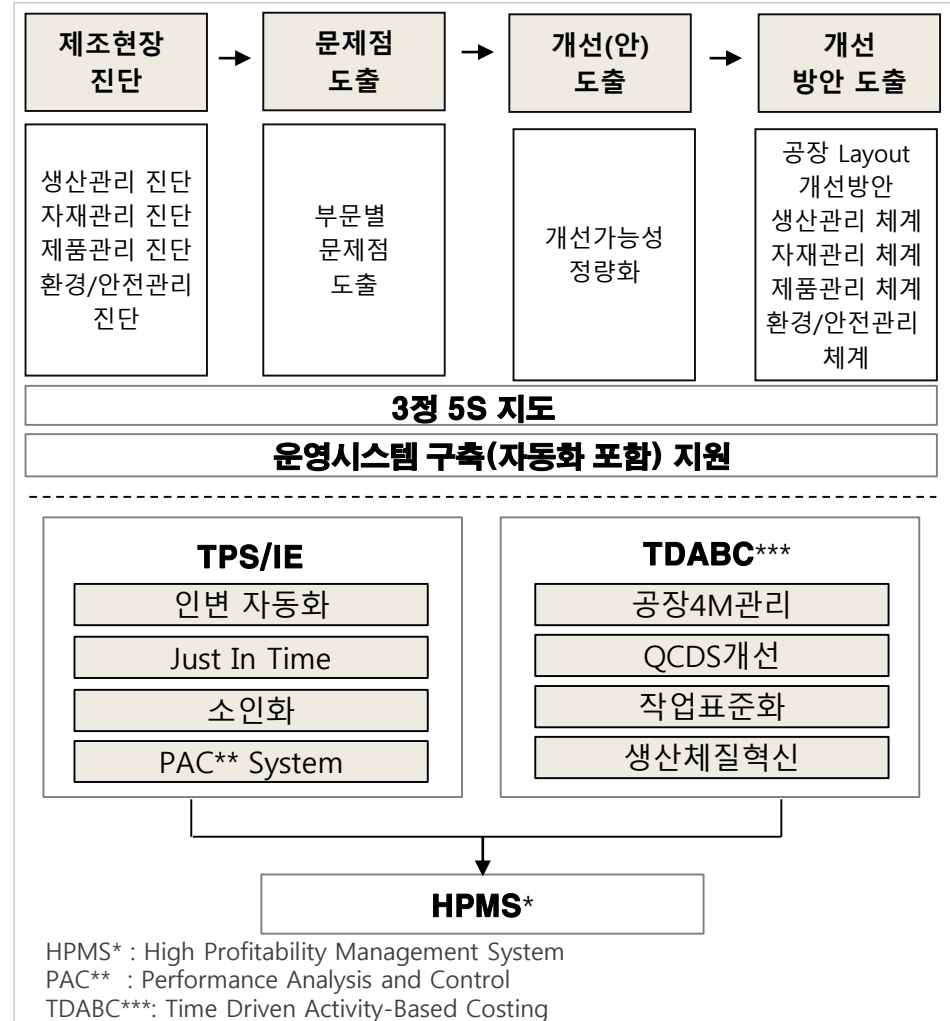 제조현장
진단
문제점
도출
개선(안)
도출
개선
방안 도출
생산관리 진단
자재관리 진단
제품관리 진단
환경/안전관리
진단
부문별
문제점
도출
개선가능성
정량화
공장 Layout
개선방안
생산관리 체계
자재관리 체계
제품관리 체계
환경/안전관리
체계
3정 5S 지도
운영시스템 구축(자동화 포함) 지원
TPS/IE
인변 자동화
Just In Time
소인화
PAC** System
TDABC***
공장4M관리
QCDS개선
작업표준화
생산체질혁신
HPMS*
HPMS* : High Profitability Management System
PAC** : Performance Analysis and Control
TDABC***: Time Driven Activity-Based Costing